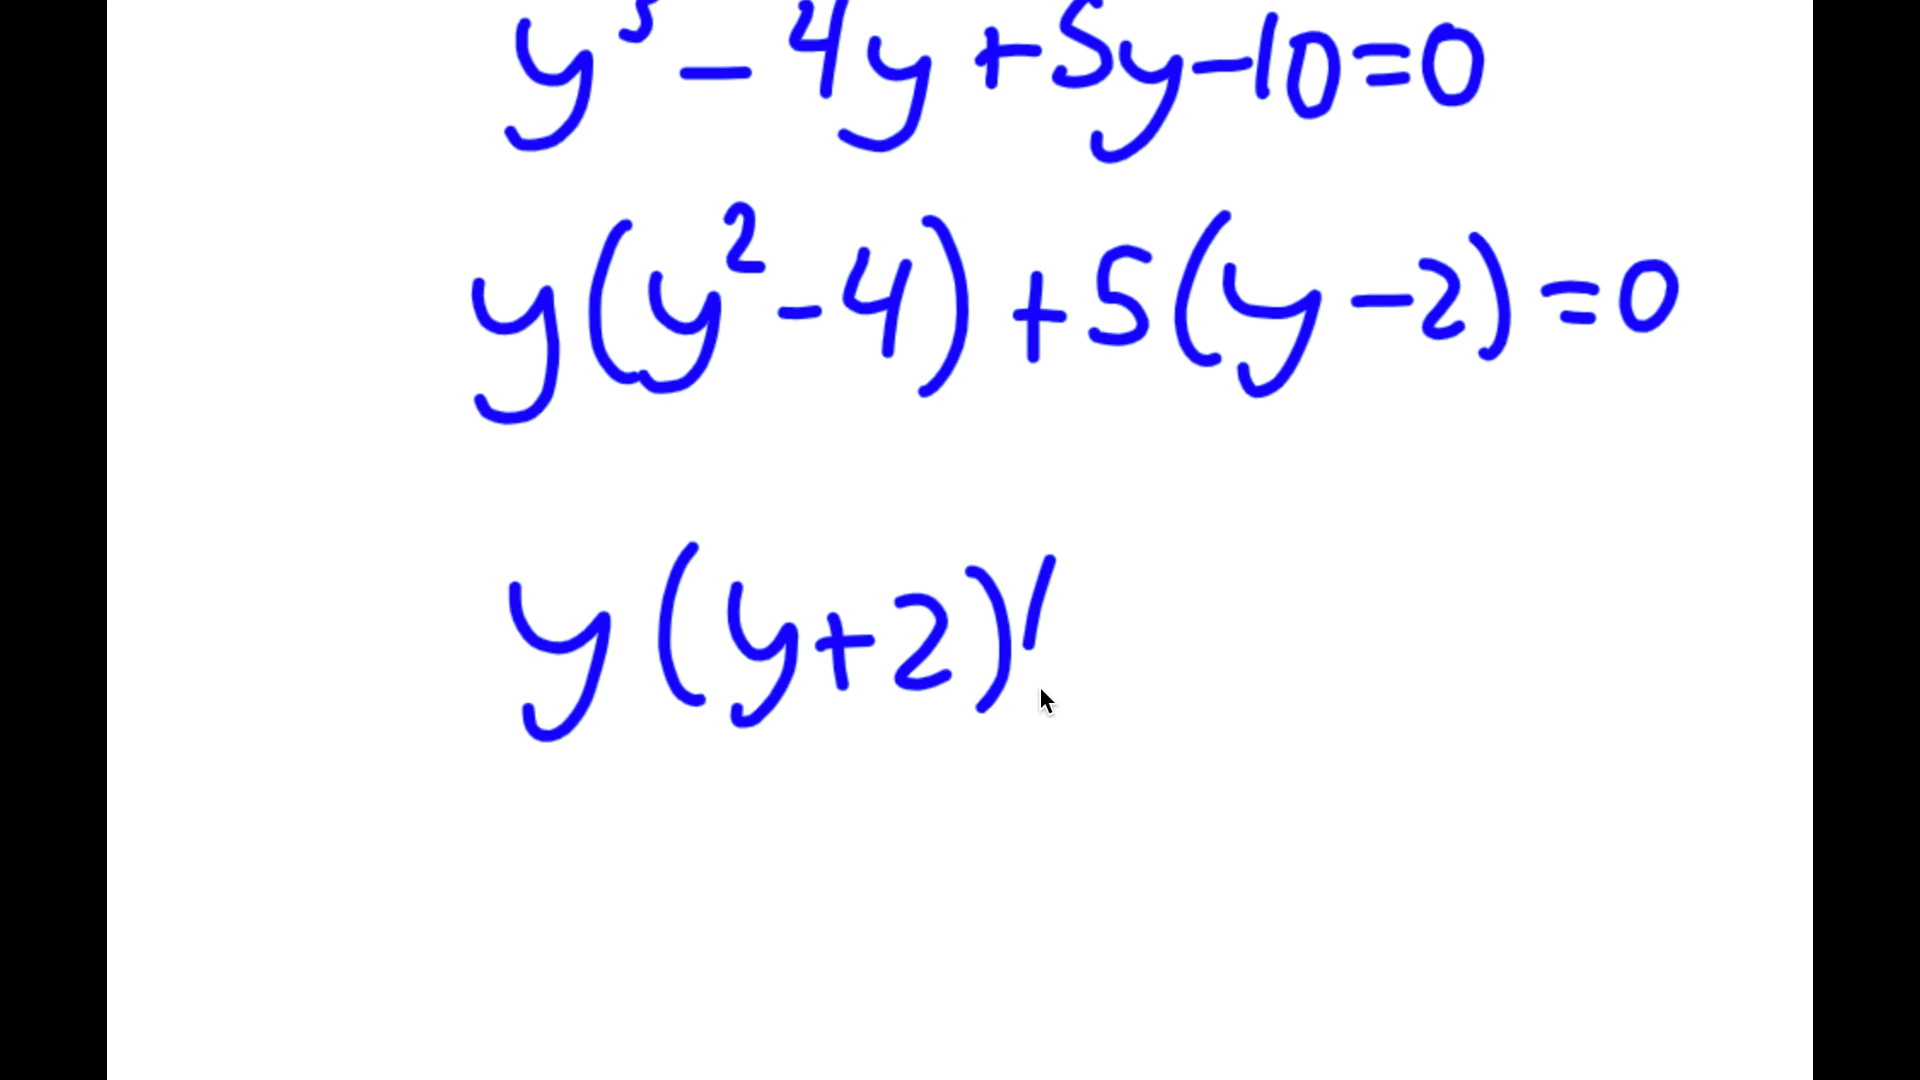 y³ - 4y + 5y - 10 = 0
y(y² - 4) + 5(y - 2) = 0
y(y + 2)(